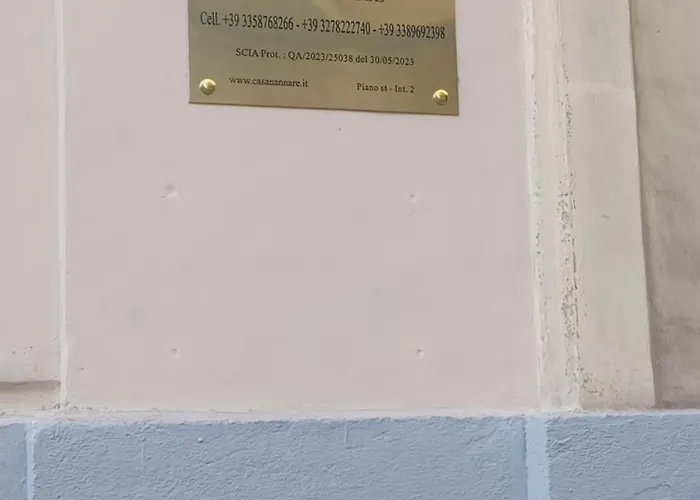 Cell. +39 3358768266 - +39 3278222740 - +39 3389692398
SCIA Prot. : QA/2023/25038 del 30/05/2023
www.casanannare.it Piano st - Int. 2